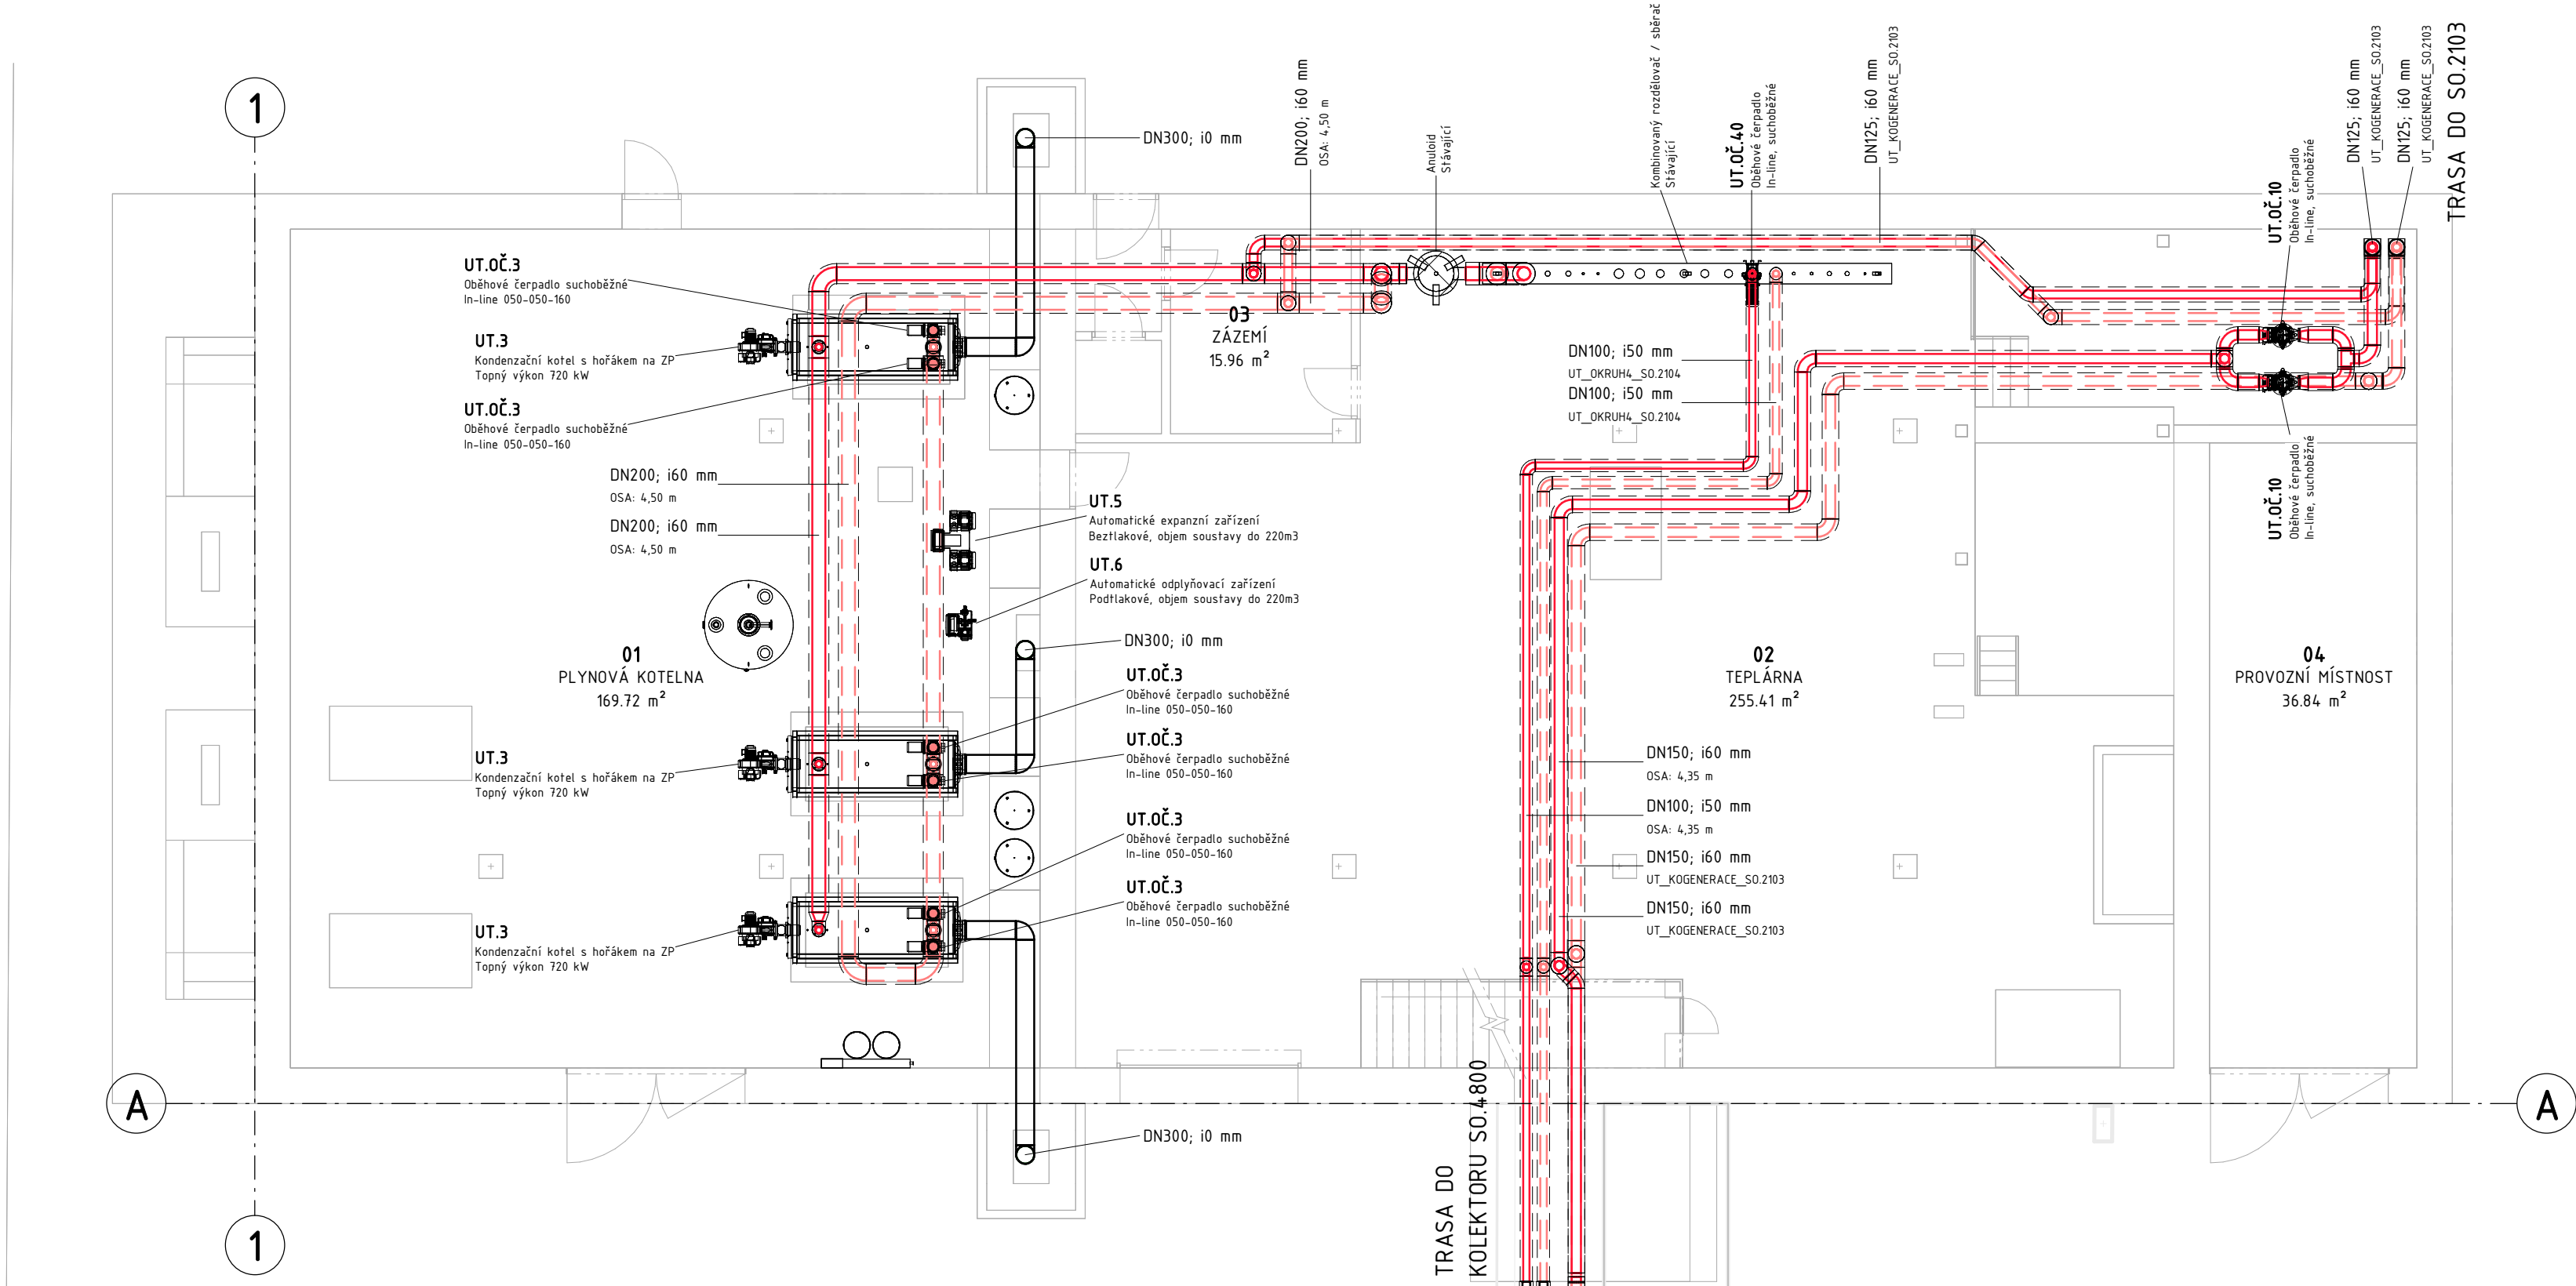 1
DN300; i0 mm
DN200; i60 mm
OSA: 4,50 m
Anuloid
Stávající
Kombinovaný rozdělovač / sběrač
Stávající
UT.OČ.40
Oběhové čerpadlo
In-line, suchoběžné
DN125; i60 mm
UT_KOGENERACE_SO.2103
UT.OČ.10
Oběhové čerpadlo
In-line, suchoběžné
DN125; i60 mm
UT_KOGENERACE_SO.2103
DN125; i60 mm
UT_KOGENERACE_SO.2103
TRASA DO SO.2103
UT.OČ.3
Oběhové čerpadlo suchoběžné
In-line 050-050-160
UT.3
Kondenzační kotel s hořákem na ZP
Topný výkon 720 kW
UT.OČ.3
Oběhové čerpadlo suchoběžné
In-line 050-050-160
03
ZÁZEMÍ
15.96 m²
DN100; i50 mm
UT_OKRUH4_SO.2104
DN100; i50 mm
UT_OKRUH4_SO.2104
UT.OČ.10
Oběhové čerpadlo
In-line, suchoběžné
DN200; i60 mm
OSA: 4,50 m
DN200; i60 mm
OSA: 4,50 m
UT.5
Automatické expanzní zařízení
Beztlakové, objem soustavy do 220m3
UT.6
Automatické odplyňovací zařízení
Podtlakové, objem soustavy do 220m3
01
PLYNOVÁ KOTELNA
169.72 m²
DN300; i0 mm
UT.OČ.3
Oběhové čerpadlo suchoběžné
In-line 050-050-160
UT.OČ.3
Oběhové čerpadlo suchoběžné
In-line 050-050-160
UT.3
Kondenzační kotel s hořákem na ZP
Topný výkon 720 kW
UT.OČ.3
Oběhové čerpadlo suchoběžné
In-line 050-050-160
UT.OČ.3
Oběhové čerpadlo suchoběžné
In-line 050-050-160
UT.3
Kondenzační kotel s hořákem na ZP
Topný výkon 720 kW
02
TEPLÁRNA
255.41 m²
04
PROVOZNÍ MÍSTNOST
36.84 m²
DN150; i60 mm
OSA: 4,35 m
DN100; i50 mm
OSA: 4,35 m
DN150; i60 mm
UT_KOGENERACE_SO.2103
DN150; i60 mm
UT_KOGENERACE_SO.2103
A
A
DN300; i0 mm
TRASA DO
KOLEKTORU SO.4800
1